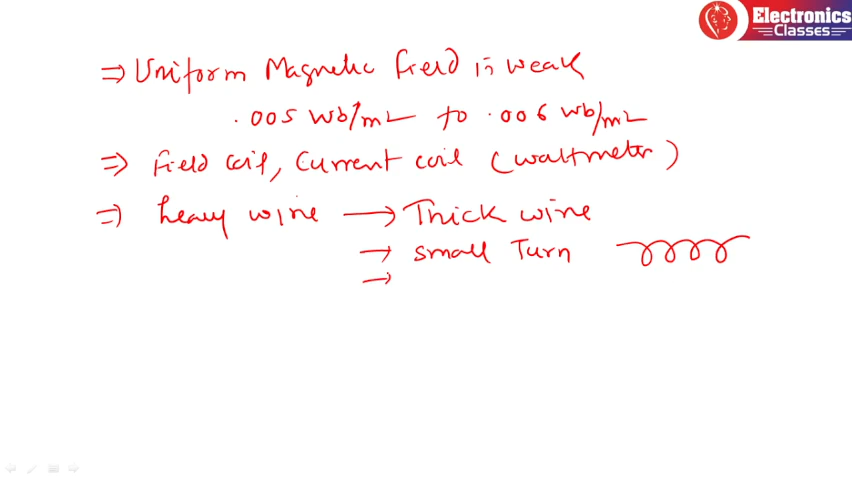 Electronics
Classes
⇒ Uniform Magnetic Field is weak
.005 wb/m2 to .006 wb/m2
⇒ Field coil, Current coil (wattmeter)
⇒ heavy wire → Thick wire
→ small Turn
→